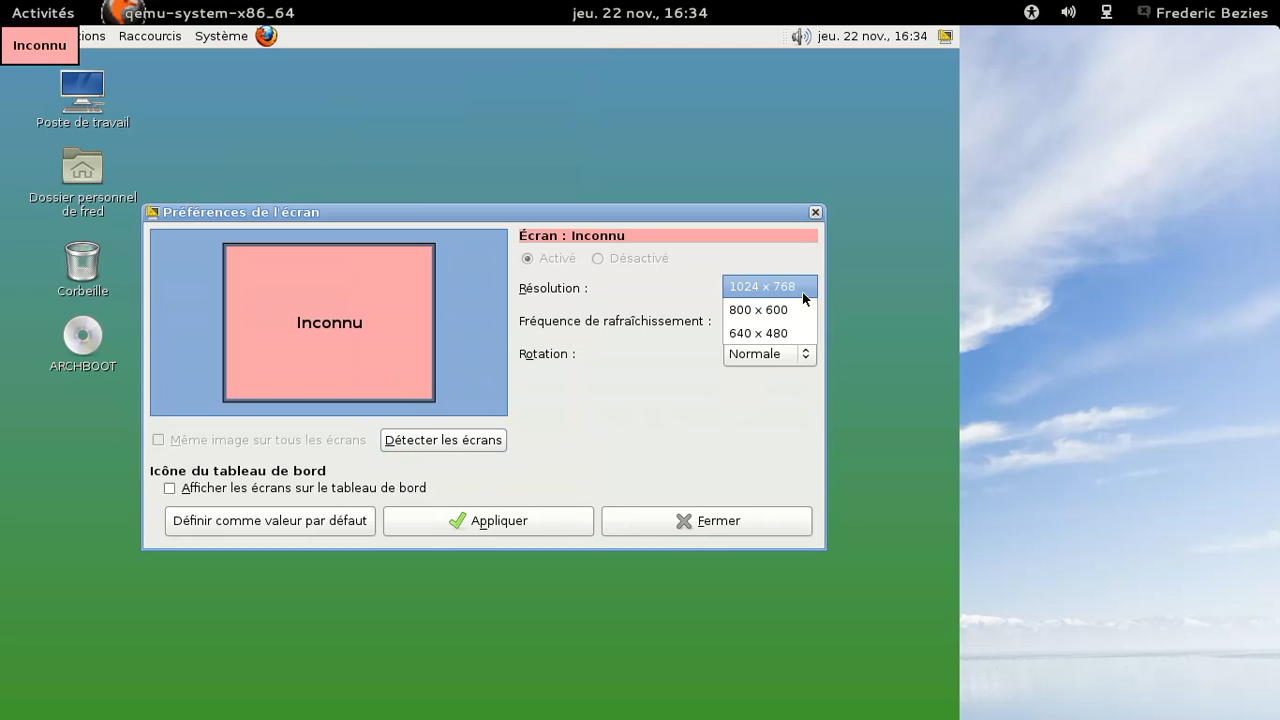 Activités qemu-system-x86_64 jeu. 22 nov., 16:34 Frederic Bezies
Inconnu ions Raccourcis Système jeu. 22 nov., 16:34
Poste de travail
Dossier personnel
de fred
Corbeille
ARCHBOOT
Préférences de l'écran
Inconnu
Écran : Inconnu
Activé Désactivé
Résolution : 1024 x 768
800 x 600
Fréquence de rafraîchissement :
640 x 480
Rotation : Normale
Même image sur tous les écrans Détecter les écrans
Icône du tableau de bord
Afficher les écrans sur le tableau de bord
Définir comme valeur par défaut Appliquer Fermer